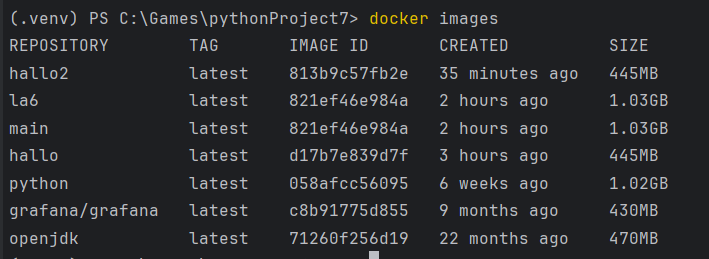 (.venv) PS C:\Games\pythonProject7> docker images
REPOSITORY TAG IMAGE ID CREATED SIZE
hallo2 latest 813b9c57fb2e 35 minutes ago 445MB
la6 latest 821ef46e984a 2 hours ago 1.03GB
main latest 821ef46e984a 2 hours ago 1.03GB
hallo latest d17b7e839d7f 3 hours ago 445MB
python latest 058afcc56095 6 weeks ago 1.02GB
grafana/grafana latest c8b91775d855 9 months ago 430MB
openjdk latest 71260f256d19 22 months ago 470MB